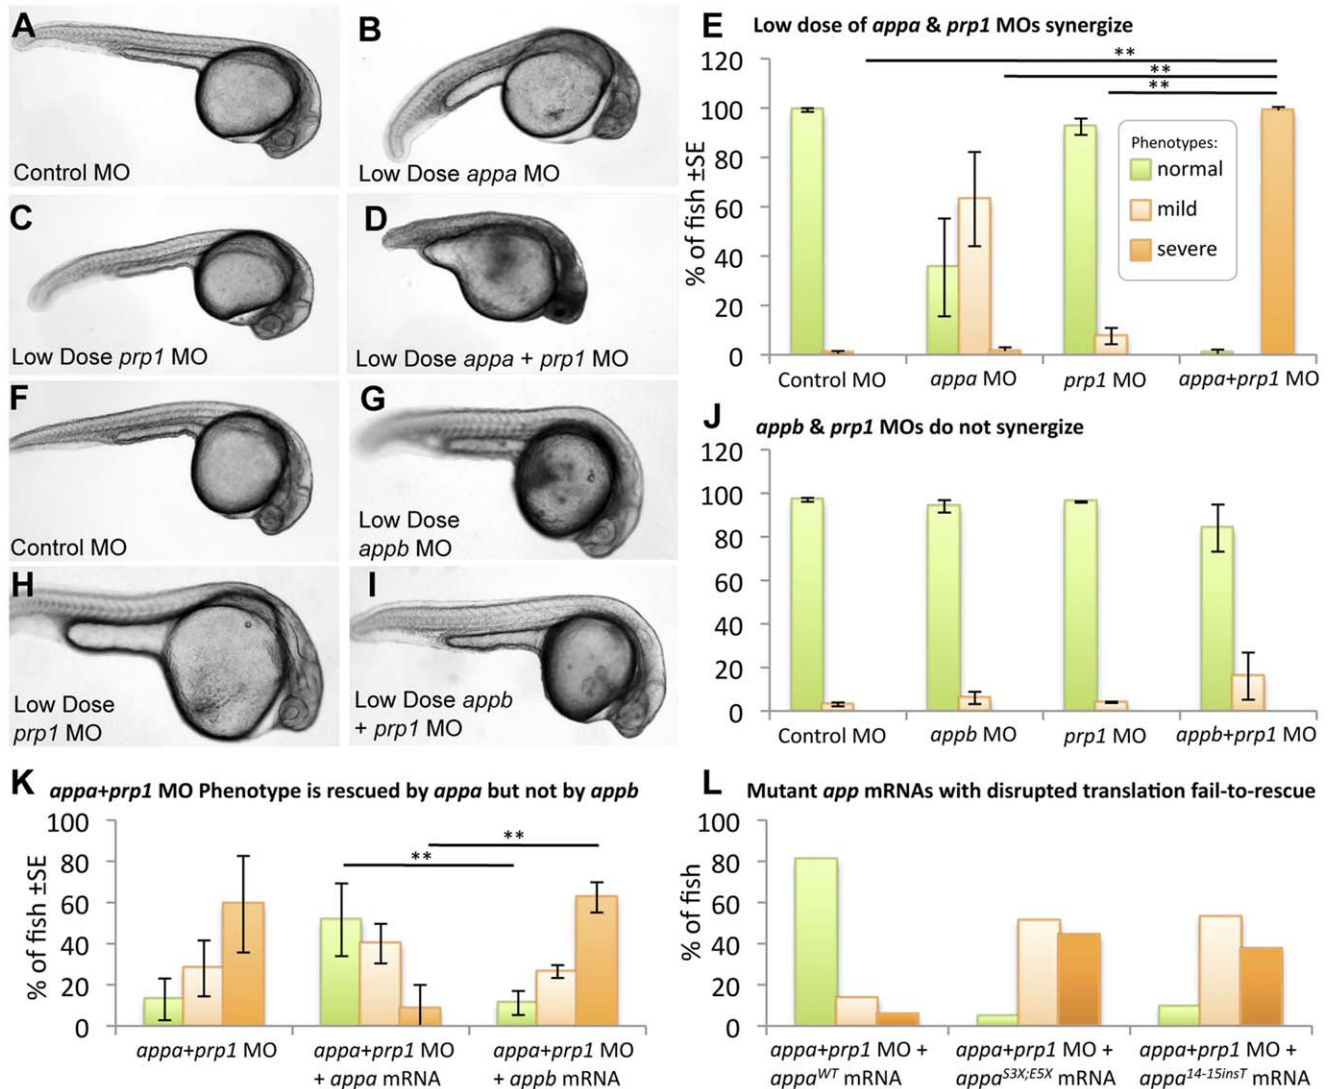 A
Control MO
B
Low Dose appa MO
C
Low Dose prp1 MO
D
Low Dose appa + prp1 MO
E Low dose of appa & prp1 MOs synergize
**
**
**
120
100
80
60
40
20
0
% of fish ±SE
Phenotypes:
normal
mild
severe
Control MO
appa MO
prp1 MO
appa+prp1 MO
F
Control MO
G
Low Dose
appb MO
H
Low Dose
prp1 MO
I
Low Dose appb
+ prp1 MO
J appb & prp1 MOs do not synergize
120
100
80
60
40
20
0
Control MO
appb MO
prp1 MO
appb+prp1 MO
K appa+prp1 MO Phenotype is rescued by appa but not by appb
**
**
100
80
60
40
20
0
% of fish ±SE
appa+prp1 MO
appa+prp1 MO
+ appa mRNA
appa+prp1 MO
+ appb mRNA
L Mutant app mRNAs with disrupted translation fail-to-rescue
100
80
60
40
20
0
% of fish
appa+prp1 MO +
appaWT mRNA
appa+prp1 MO +
appaS3X;E5X mRNA
appa+prp1 MO +
appa14-15insT mRNA